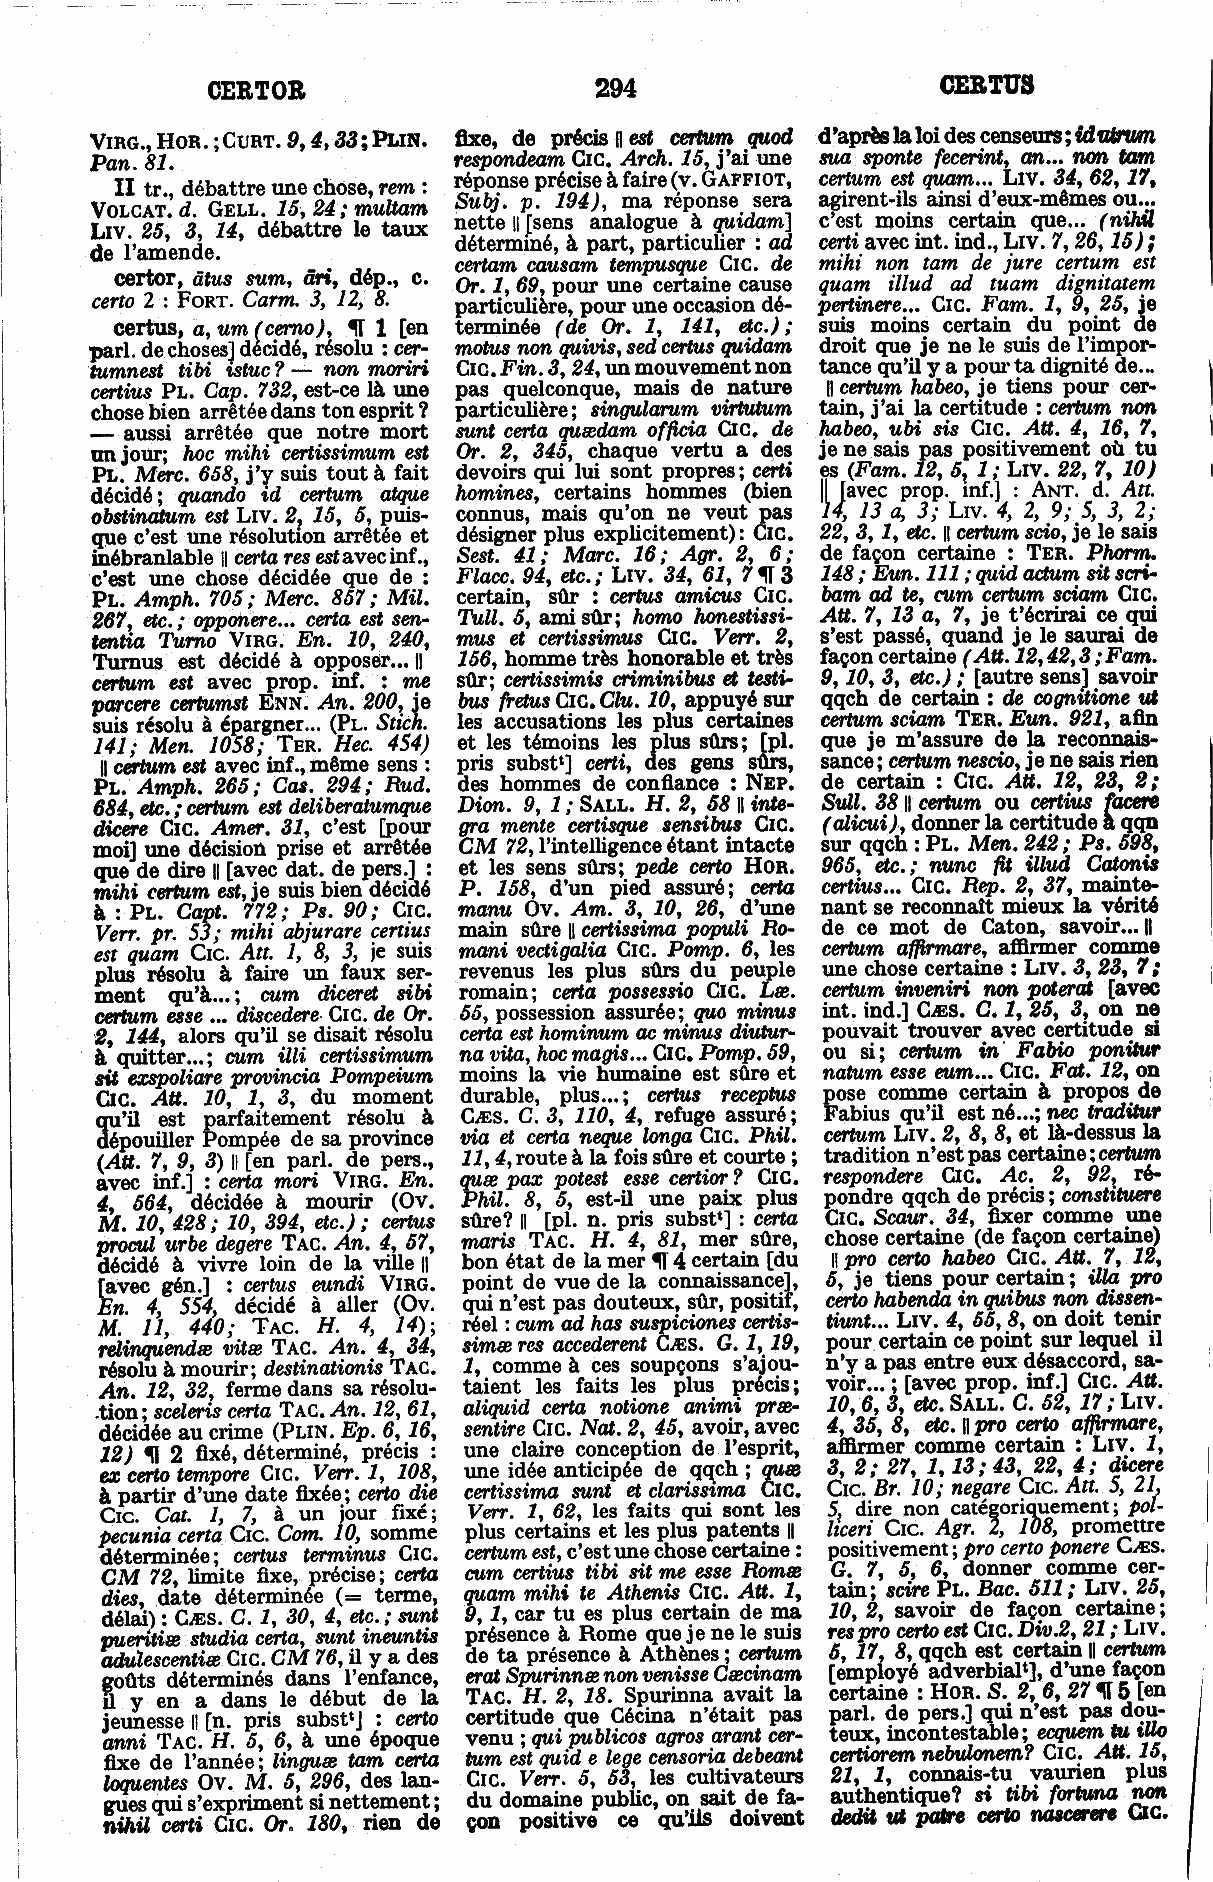 CERTOR
294
CERTUS
VIRG., HOR. ; CURT. 9, 4, 33 ; PLIN.
Pan. 81.
II tr., débattre une chose, rem :
VOLCAT. d. GELL. 15, 24 ; multam
LIV. 25, 3, 14, débattre le taux
de l'amende.
certor, ātus sum, āri, dép., c.
certo 2 : FORT. Carm. 3, 12, 8.
certus, a, um (cerno), ¶ 1 [en
parl. de choses] décidé, résolu : cer-
tumnest tibi istuc ? — non moriri
certius PL. Cap. 732, est-ce là une
chose bien arrêtée dans ton esprit ?
— aussi arrêtée que notre mort
un jour; hoc mihi certissimum est
PL. Merc. 658, j'y suis tout à fait
décidé ; quando id certum atque
obstinatum est LIV. 2, 15, 5, puis-
que c'est une résolution arrêtée et
inébranlable || certa res est avec inf.,
c'est une chose décidée que de :
PL. Amph. 705 ; Merc. 857 ; Mil.
267, etc. ; opponere... certa est sen-
tentia Turno VIRG. En. 10, 240,
Turnus est décidé à opposer... ||
certum est avec prop. inf. : me
parcere certumst ENN. An. 200, je
suis résolu à épargner... (PL. Stich.
141 ; Men. 1058 ; TER. Hec. 454)
|| certum est avec inf., même sens :
PL. Amph. 265 ; Cas. 294 ; Rud.
684, etc. ; certum est deliberatumque
dicere CIC. Amer. 31, c'est [pour
moi] une décision prise et arrêtée
que de dire || [avec dat. de pers.] :
mihi certum est, je suis bien décidé
à : PL. Capt. 772 ; Ps. 90 ; CIC.
Verr. pr. 53 ; mihi abjurare certius
est quam CIC. Att. 1, 8, 3, je suis
plus résolu à faire un faux ser-
ment qu'à... ; cum diceret sibi
certum esse ... discedere CIC. de Or.
2, 144, alors qu'il se disait résolu
à quitter... ; cum illi certissimum
sit exspoliare provincia Pompeium
CIC. Att. 10, 1, 3, du moment
qu'il est parfaitement résolu à
dépouiller Pompée de sa province
(Att. 7, 9, 3) || [en parl. de pers.,
avec inf.] : certa mori VIRG. En.
4, 564, décidée à mourir (OV.
M. 10, 428 ; 10, 394, etc.) ; certus
procul urbe degere TAC. An. 4, 57,
décidé à vivre loin de la ville ||
[avec gén.] : certus eundi VIRG.
En. 4, 554, décidé à aller (OV.
M. 11, 440 ; TAC. H. 4, 14) ;
relinquendæ vitæ TAC. An. 4, 34,
résolu à mourir; destinationis TAC.
An. 12, 32, ferme dans sa résolu-
tion ; sceleris certa TAC. An. 12, 61,
décidée au crime (PLIN. Ep. 6, 16,
12) ¶ 2 fixé, déterminé, précis :
ex certo tempore CIC. Verr. 1, 108,
à partir d'une date fixée; certo die
CIC. Cat. 1, 7, à un jour fixé ;
pecunia certa CIC. Com. 10, somme
déterminée ; certus terminus CIC.
CM 72, limite fixe, précise ; certa
dies, date déterminée (= terme,
délai) : CÆS. C. 1, 30, 4, etc. ; sunt
pueritiæ studia certa, sunt ineuntis
adulescentiæ CIC. CM 76, il y a des
goûts déterminés dans l'enfance,
il y en a dans le début de la
jeunesse || [n. pris substᵗ] : certo
anni TAC. H. 5, 6, à une époque
fixe de l'année ; linguæ tam certa
loquentes OV. M. 5, 296, des lan-
gues qui s'expriment si nettement ;
nihil certi CIC. Or. 180, rien de
fixe, de précis || est certum quod
respondeam CIC. Arch. 15, j'ai une
réponse précise à faire (v. GAFFIOT,
Subj. p. 194), ma réponse sera
nette || [sens analogue à quidam]
déterminé, à part, particulier : ad
certam causam tempusque CIC. de
Or. 1, 69, pour une certaine cause
particulière, pour une occasion dé-
terminée (de Or. 1, 141, etc.) ;
motus non quivis, sed certus quidam
CIC. Fin. 3, 24, un mouvement non
pas quelconque, mais de nature
particulière ; singularum virtutum
sunt certa quædam officia CIC. de
Or. 2, 345, chaque vertu a des
devoirs qui lui sont propres ; certi
homines, certains hommes (bien
connus, mais qu'on ne veut pas
désigner plus explicitement) : CIC.
Sest. 41 ; Marc. 16 ; Agr. 2, 6 ;
Flacc. 94, etc. ; LIV. 34, 61, 7 ¶ 3
certain, sûr : certus amicus CIC.
Tull. 5, ami sûr ; homo honestissi-
mus et certissimus CIC. Verr. 2,
156, homme très honorable et très
sûr; certissimis criminibus et testi-
bus fretus CIC. Clu. 10, appuyé sur
les accusations les plus certaines
et les témoins les plus sûrs ; [pl.
pris substᵗ] certi, des gens sûrs,
des hommes de confiance : NEP.
Dion. 9, 1 ; SALL. H. 2, 58 || inte-
gra mente certisque sensibus CIC.
CM 72, l'intelligence étant intacte
et les sens sûrs; pede certo HOR.
P. 158, d'un pied assuré ; certa
manu OV. Am. 3, 10, 26, d'une
main sûre || certissima populi Ro-
mani vectigalia CIC. Pomp. 6, les
revenus les plus sûrs du peuple
romain ; certa possessio CIC. Læ.
55, possession assurée ; quo minus
certa est hominum ac minus diutur-
na vita, hoc magis... CIC. Pomp. 59,
moins la vie humaine est sûre et
durable, plus... ; certus receptus
CÆS. C. 3, 110, 4, refuge assuré ;
via et certa neque longa CIC. Phil.
11, 4, route à la fois sûre et courte ;
quæ pax potest esse certior ? CIC.
Phil. 8, 5, est-il une paix plus
sûre? || [pl. n. pris substᵗ] : certa
maris TAC. H. 4, 81, mer sûre,
bon état de la mer ¶ 4 certain [du
point de vue de la connaissance],
qui n'est pas douteux, sûr, positif,
réel : cum ad has suspiciones certis-
simæ res accederent CÆS. G. 1, 19,
1, comme à ces soupçons s'ajou-
taient les faits les plus précis ;
aliquid certa notione animi præ-
sentire CIC. Nat. 2, 45, avoir, avec
une claire conception de l'esprit,
une idée anticipée de qqch ; quæ
certissima sunt et clarissima CIC.
Verr. 1, 62, les faits qui sont les
plus certains et les plus patents ||
certum est, c'est une chose certaine :
cum certius tibi sit me esse Romæ
quam mihi te Athenis CIC. Att. 1,
9, 1, car tu es plus certain de ma
présence à Rome que je ne le suis
de ta présence à Athènes ; certum
erat Spurinnæ non venisse Cæcinam
TAC. H. 2, 18. Spurinna avait la
certitude que Cécina n'était pas
venu ; qui publicos agros arant cer-
tum est quid e lege censoria debeant
CIC. Verr. 5, 53, les cultivateurs
du domaine public, on sait de fa-
çon positive ce qu'ils doivent
d'après la loi des censeurs ; id utrum
sua sponte fecerint, an... non tam
certum est quam... LIV. 34, 62, 17,
agirent-ils ainsi d'eux-mêmes ou...
c'est moins certain que... (nihil
certi avec int. ind., LIV. 7, 26, 15) ;
mihi non tam de jure certum est
quam illud ad tuam dignitatem
pertinere... CIC. Fam. 1, 9, 25, je
suis moins certain du point de
droit que je ne le suis de l'impor-
tance qu'il y a pour ta dignité de...
|| certum habeo, je tiens pour cer-
tain, j'ai la certitude : certum non
habeo, ubi sis CIC. Att. 4, 16, 7,
je ne sais pas positivement où tu
es (Fam. 12, 5, 1 ; LIV. 22, 7, 10)
|| [avec prop. inf.] : ANT. d. Att.
14, 13 a, 3 ; LIV. 4, 2, 9 ; 5, 3, 2 ;
22, 3, 1, etc. || certum scio, je le sais
de façon certaine : TER. Phorm.
148 ; Eun. 111 ; quid actum sit scri-
bam ad te, cum certum sciam CIC.
Att. 7, 13 a, 7, je t'écrirai ce qui
s'est passé, quand je le saurai de
façon certaine (Att. 12, 42, 3 ; Fam.
9, 10, 3, etc.) ; [autre sens] savoir
qqch de certain : de cognitione ut
certum sciam TER. Eun. 921, afin
que je m'assure de la reconnais-
sance ; certum nescio, je ne sais rien
de certain : CIC. Att. 12, 23, 2 ;
Sull. 38 || certum ou certius facere
(alicui), donner la certitude à qqn
sur qqch : PL. Men. 242 ; Ps. 598,
965, etc. ; nunc fit illud Catonis
certius... CIC. Rep. 2, 37, mainte-
nant se reconnaît mieux la vérité
de ce mot de Caton, savoir... ||
certum affirmare, affirmer comme
une chose certaine : LIV. 3, 23, 7 ;
certum inveniri non poterat [avec
int. ind.] CÆS. C. 1, 25, 3, on ne
pouvait trouver avec certitude si
ou si ; certum in Fabio ponitur
natum esse eum... CIC. Fat. 12, on
pose comme certain à propos de
Fabius qu'il est né...; nec traditur
certum LIV. 2, 8, 8, et là-dessus la
tradition n'est pas certaine ; certum
respondere CIC. Ac. 2, 92, ré-
pondre qqch de précis ; constituere
CIC. Scaur. 34, fixer comme une
chose certaine (de façon certaine)
|| pro certo habeo CIC. Att. 7, 12,
5, je tiens pour certain ; illa pro
certo habenda in quibus non dissen-
tiunt... LIV. 4, 55, 8, on doit tenir
pour certain ce point sur lequel il
n'y a pas entre eux désaccord, sa-
voir... ; [avec prop. inf.] CIC. Att.
10, 6, 3, etc. SALL. C. 52, 17 ; LIV.
4, 35, 8, etc. || pro certo affirmare,
affirmer comme certain : LIV. 1,
3, 2 ; 27, 1, 13 ; 43, 22, 4 ; dicere
CIC. Br. 10 ; negare CIC. Att. 5, 21,
5, dire non catégoriquement ; pol-
liceri CIC. Agr. 2, 108, promettre
positivement ; pro certo ponere CÆS.
G. 7, 5, 6, donner comme cer-
tain ; scire PL. Bac. 511 ; LIV. 25,
10, 2, savoir de façon certaine ;
res pro certo est CIC. Div. 2, 21 ; LIV.
5, 17, 8, qqch est certain || certum
[employé adverbialᵗ], d'une façon
certaine : HOR. S. 2, 6, 27 ¶ 5 [en
parl. de pers.] qui n'est pas dou-
teux, incontestable ; ecquem tu illo
certiorem nebulonem? CIC. Att. 15,
21, 1, connais-tu vaurien plus
authentique? si tibi fortuna non
dedit ut patre certo nascerere CIC.